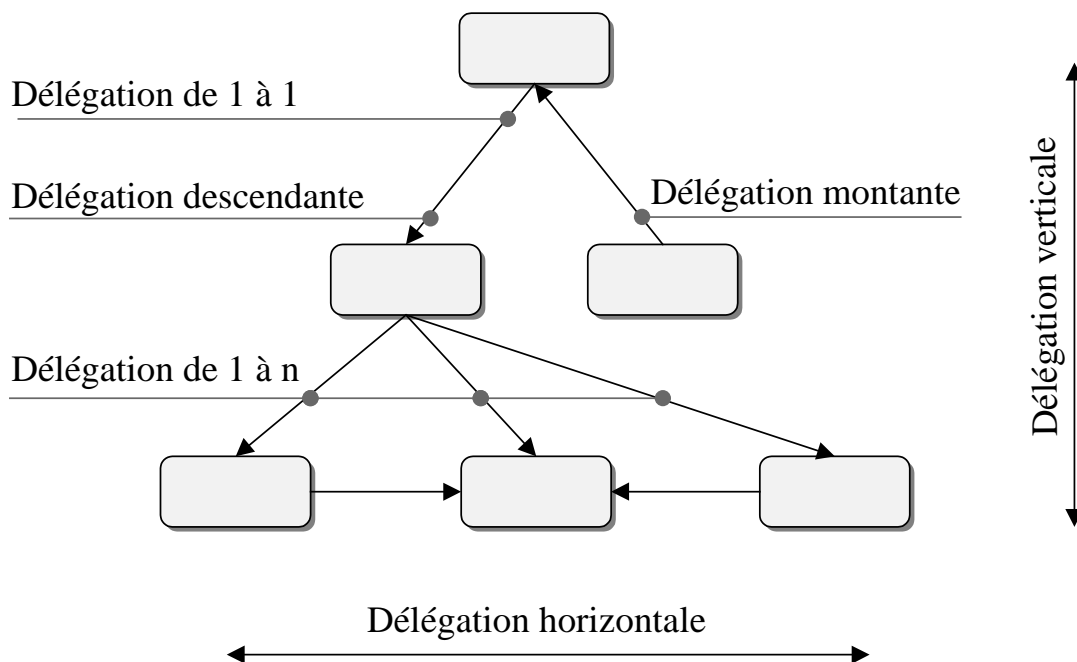 Délégation de 1 à 1
Délégation descendante
Délégation montante
Délégation verticale
Délégation de 1 à n
Délégation horizontale